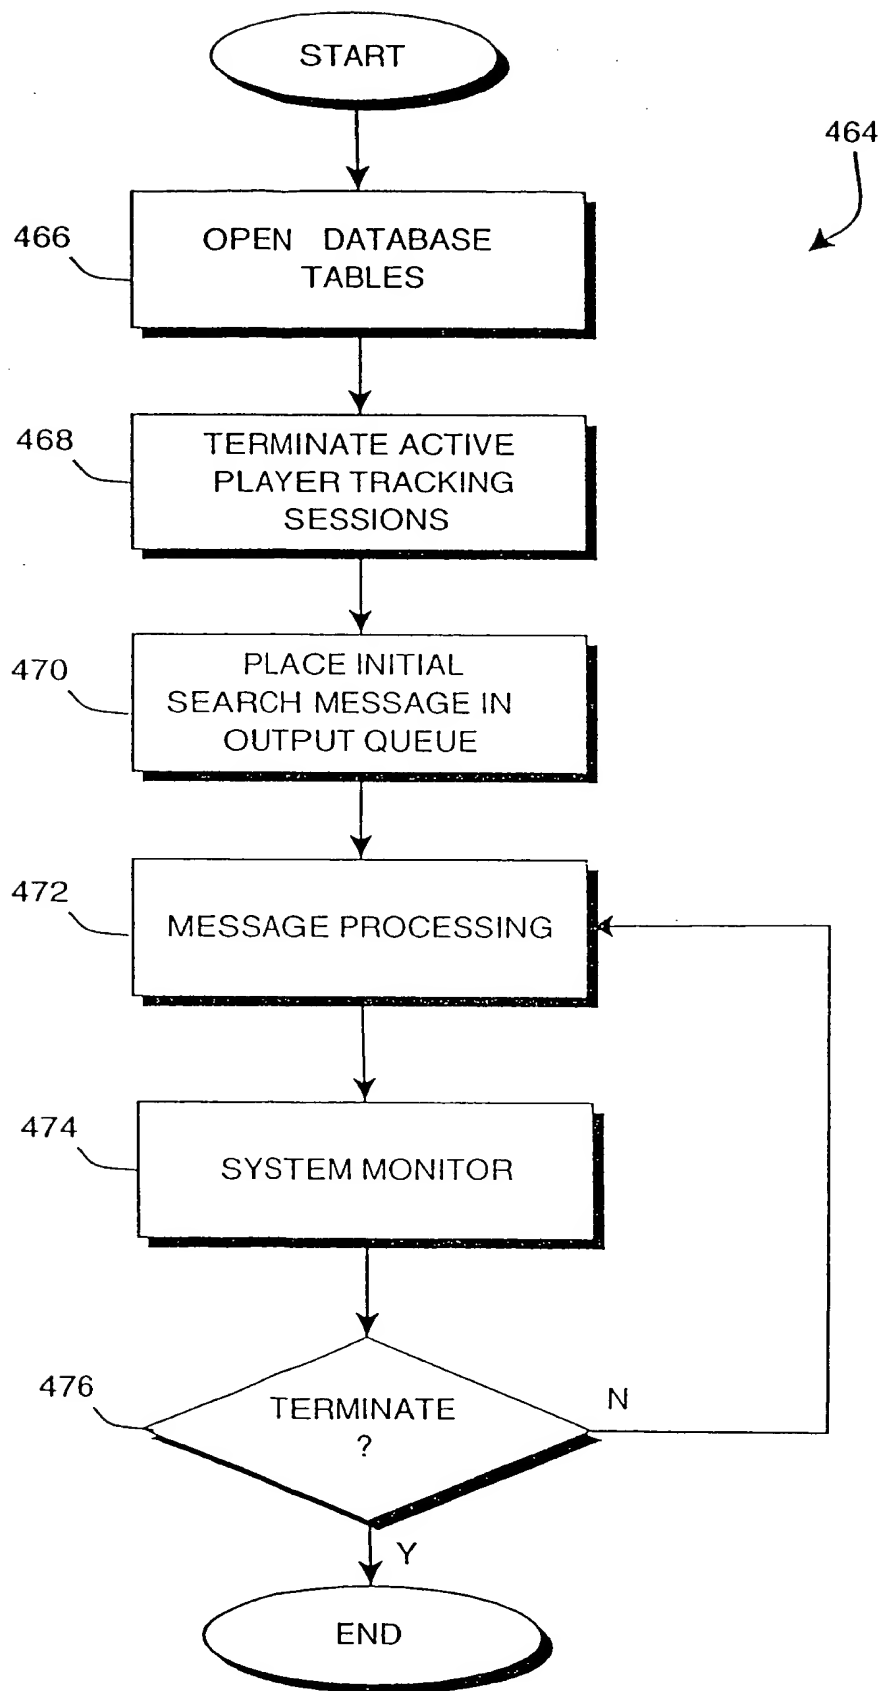 START
464
466
OPEN DATABASE
TABLES
468
TERMINATE ACTIVE
PLAYER TRACKING
SESSIONS
470
PLACE INITIAL
SEARCH MESSAGE IN
OUTPUT QUEUE
472
MESSAGE PROCESSING
474
SYSTEM MONITOR
476
TERMINATE
?
N
Y
END